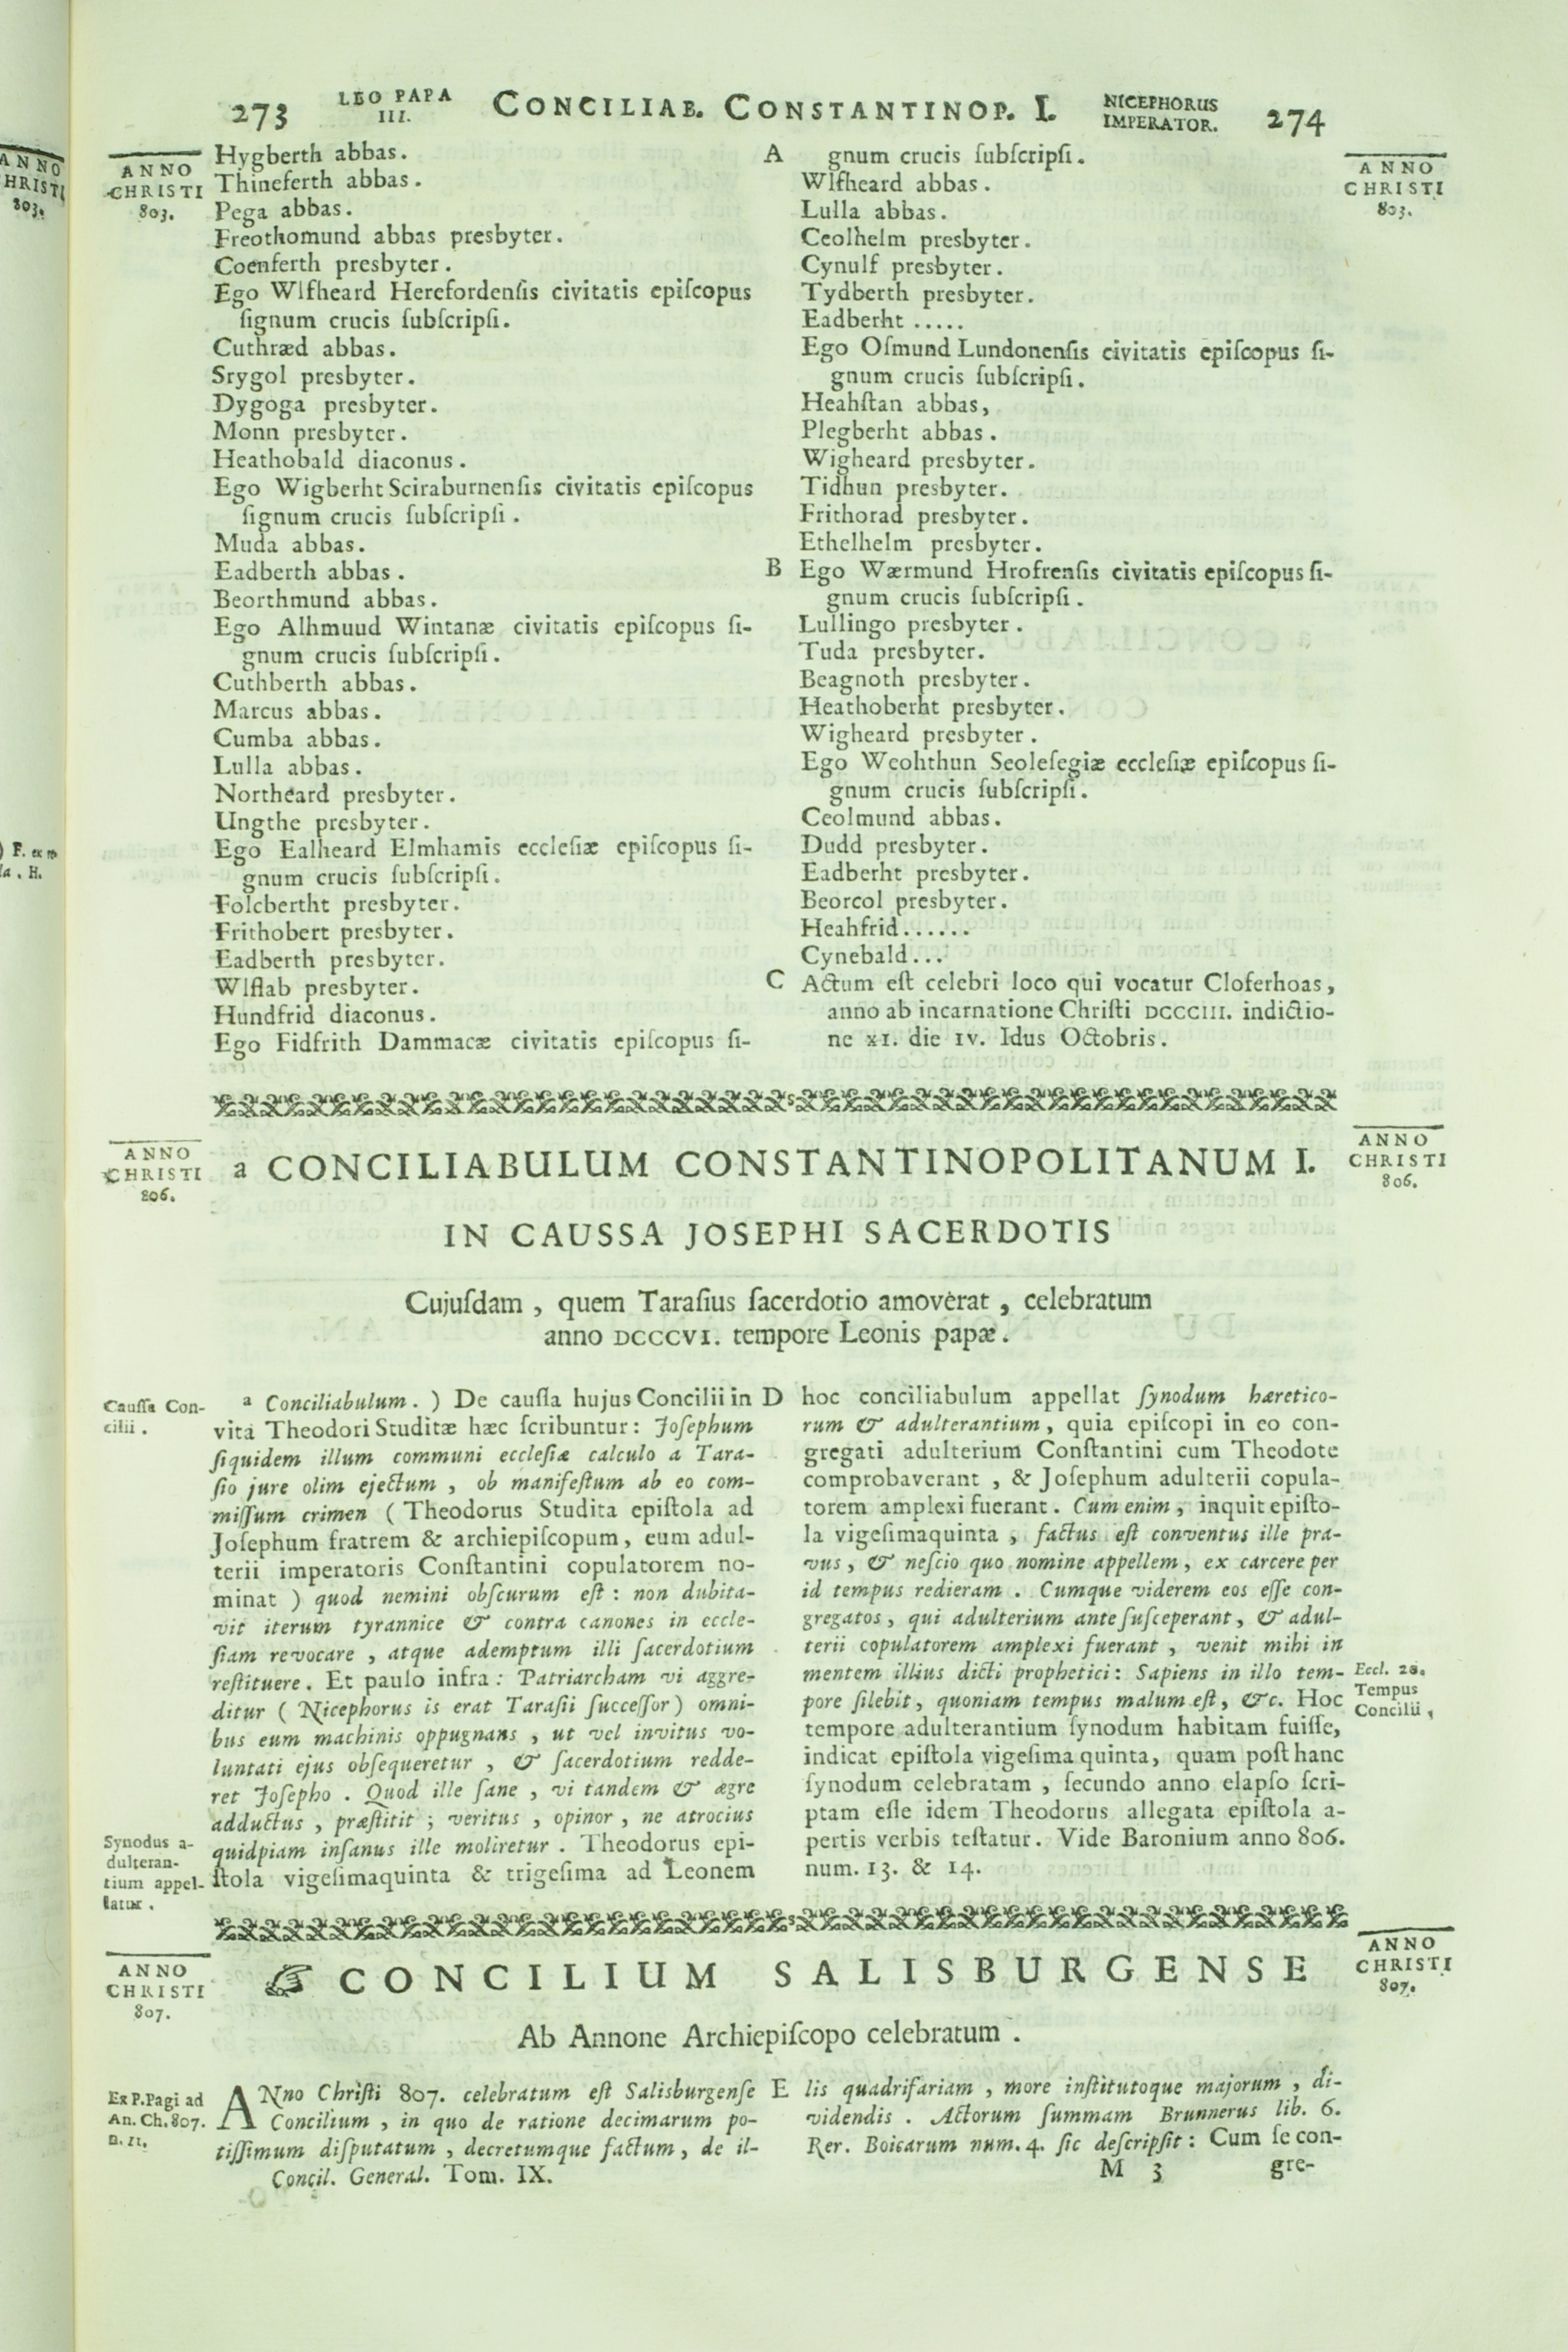 273
LEO PAPA
III.
CONCILIAB. CONSTANTINOP. I.
NICEPHORUS
IMPERATOR.
274
ANNO
CHRISTI
803.
ANNO
CHRISTI
803.
Hygberth abbas.
Thineferth abbas.
Pega abbas.
Freothomund abbas presbyter.
Coenferth presbyter.
Ego Wlfheard Herefordensis civitatis episcopus
signum crucis subscripsi.
Cuthræd abbas.
Srygol presbyter.
Dygoga presbyter.
Monn presbyter.
Heathobald diaconus.
Ego Wigberht Sciraburnensis civitatis episcopus
signum crucis subscripsi.
Muda abbas.
Eadberth abbas.
Beorthmund abbas.
Ego Alhmuud Wintanæ civitatis episcopus si-
gnum crucis subscripsi.
Cuthberth abbas.
Marcus abbas.
Cumba abbas.
Lulla abbas.
Northeard presbyter.
Ungthe presbyter.
Ego Ealheard Elmhamis ecclesiæ episcopus si-
gnum crucis subscripsi.
Folcbertht presbyter.
Frithobert presbyter.
Eadberth presbyter.
Wlflab presbyter.
Hundfrid diaconus.
Ego Fidfrith Dammacæ civitatis episcopus si-
A gnum crucis subscripsi.
Wlfheard abbas.
Lulla abbas.
Ceolhelm presbyter.
Cynulf presbyter.
Tydberth presbyter.
Eadberht .....
Ego Osmund Lundonensis civitatis episcopus si-
gnum crucis subscripsi.
Heahstan abbas,
Plegberht abbas.
Wigheard presbyter.
Tidhun presbyter.
Frithorad presbyter.
Ethelhelm presbyter.
B Ego Wærmund Hrofrensis civitatis episcopus si-
gnum crucis subscripsi.
Lullingo presbyter.
Tuda presbyter.
Beagnoth presbyter.
Heathoberht presbyter.
Wigheard presbyter.
Ego Weohthun Seolesegiæ ecclesiæ episcopus si-
gnum crucis subscripsi.
Ceolmund abbas.
Dudd presbyter.
Eadberht presbyter.
Beorcol presbyter.
Heahfrid......
Cynebald...
C Actum est celebri loco qui vocatur Cloferhoas,
anno ab incarnatione Christi DCCCIII. indictio-
ne XI. die IV. Idus Octobris.
ANNO
CHRISTI
806.
a CONCILIABULUM CONSTANTINOPOLITANUM I.
ANNO
CHRISTI
806.
IN CAUSSA JOSEPHI SACERDOTIS
Cujusdam, quem Tarasius sacerdotio amoverat, celebratum
anno DCCCVI. tempore Leonis papæ.
Caussa Con-
cilii.
a Conciliabulum.) De caussa hujus Concilii in
vita Theodori Studitæ hæc scribuntur: Josephum
siquidem illum communi ecclesiæ calculo a Tara-
sio jure olim ejectum, ob manifestum ab eo com-
missum crimen (Theodorus Studita epistola ad
Josephum fratrem & archiepiscopum, eum adul-
terii imperatoris Constantini copulatorem no-
minat) quod nemini obscurum est: non dubita-
vit iterum tyrannice & contra canones in eccle-
siam revocare, atque ademptum illi sacerdotium
restituere. Et paulo infra: Patriarcham vi aggre-
ditur (Nicephorus is erat Tarasii successor) omni-
bus eum machinis oppugnans, ut vel invitus vo-
luntati ejus obsequeretur, & sacerdotium redde-
ret Josepho. Quod ille sane, vi tandem & ægre
adductus, præstitit; veritus, opinor, ne atrocius
quidpiam insanus ille moliretur. Theodorus epi-
stola vigesimaquinta & trigesima ad Leonem
Synodus a-
dulteran-
tium appel-
latur.
D hoc conciliabulum appellat synodum hæretico-
rum & adulterantium, quia episcopi in eo con-
gregati adulterium Constantini cum Theodote
comprobaverant, & Josephum adulterii copula-
torem amplexi fuerant. Cum enim, inquit episto-
la vigesimaquinta, factus est conventus ille pra-
vus, & nescio quo nomine appellem, ex carcere per
id tempus redieram. Cumque viderem eos esse con-
gregatos, qui adulterium ante susceperant, & adul-
terii copulatorem amplexi fuerant, venit mihi in
mentem illius dicti prophetici: Sapiens in illo tem-
pore silebit, quoniam tempus malum est, &c. Hoc
tempore adulterantium synodum habitam fuisse,
indicat epistola vigesima quinta, quam post hanc
synodum celebratam, secundo anno elapso scri-
ptam esse idem Theodorus allegata epistola a-
pertis verbis testatur. Vide Baronium anno 806.
num. 13. & 14.
Eccl. 20.
Tempus
Concilii,
ANNO
CHRISTI
807.
☞ CONCILIUM SALISBURGENSE
ANNO
CHRISTI
807.
Ab Annone Archiepiscopo celebratum.
Ex P. Pagi ad
An. Ch. 807.
n. 11.
ANno Christi 807. celebratum est Salisburgense
Concilium, in quo de ratione decimarum po-
tissimum disputatum, decretumque factum, de il-
E lis quadrifariam, more institutoque majorum, di-
videndis. Actorum summam Brunnerus lib. 6.
Rer. Boicarum num. 4. sic descripsit: Cum se con-
Concil. General. Tom. IX.
M 3
gre-